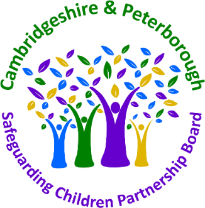 Cambridgeshire & Peterborough
Safeguarding Children Partnership Board